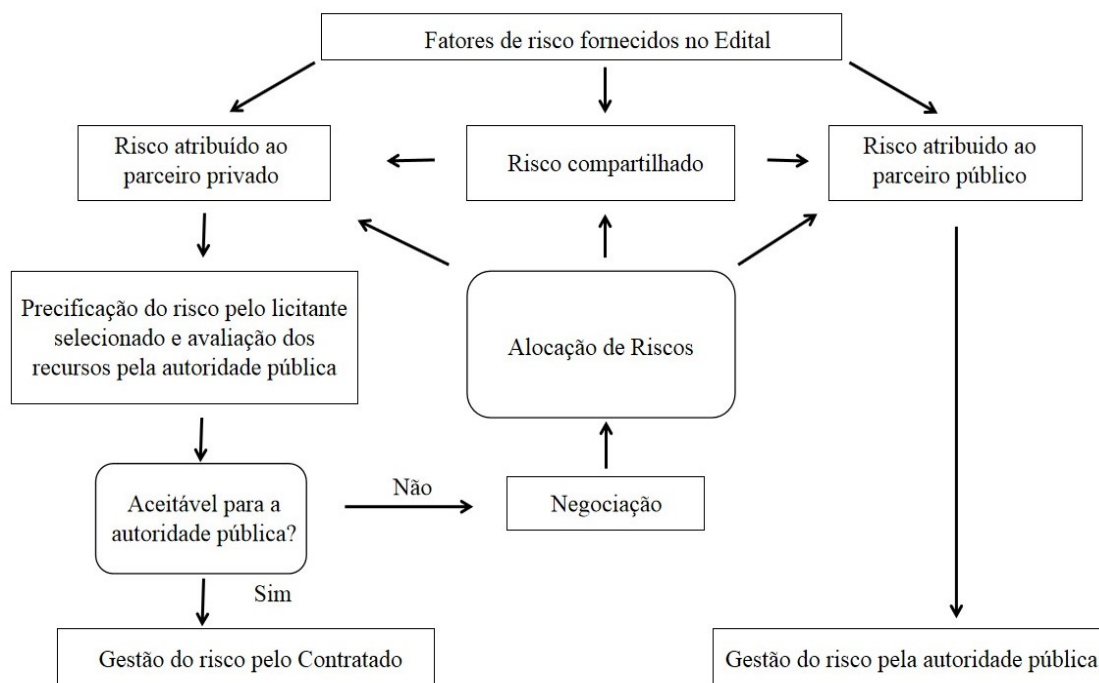 Fatores de risco fornecidos no Edital
Risco atribuído ao
parceiro privado
Risco compartilhado
Risco atribuido ao
parceiro público
Precificação do risco pelo licitante
selecionado e avaliação dos
recursos pela autoridade pública
Alocação de Riscos
Aceitável para a
autoridade pública?
Não
Negociação
Sim
Gestão do risco pelo Contratado
Gestão do risco pela autoridade pública